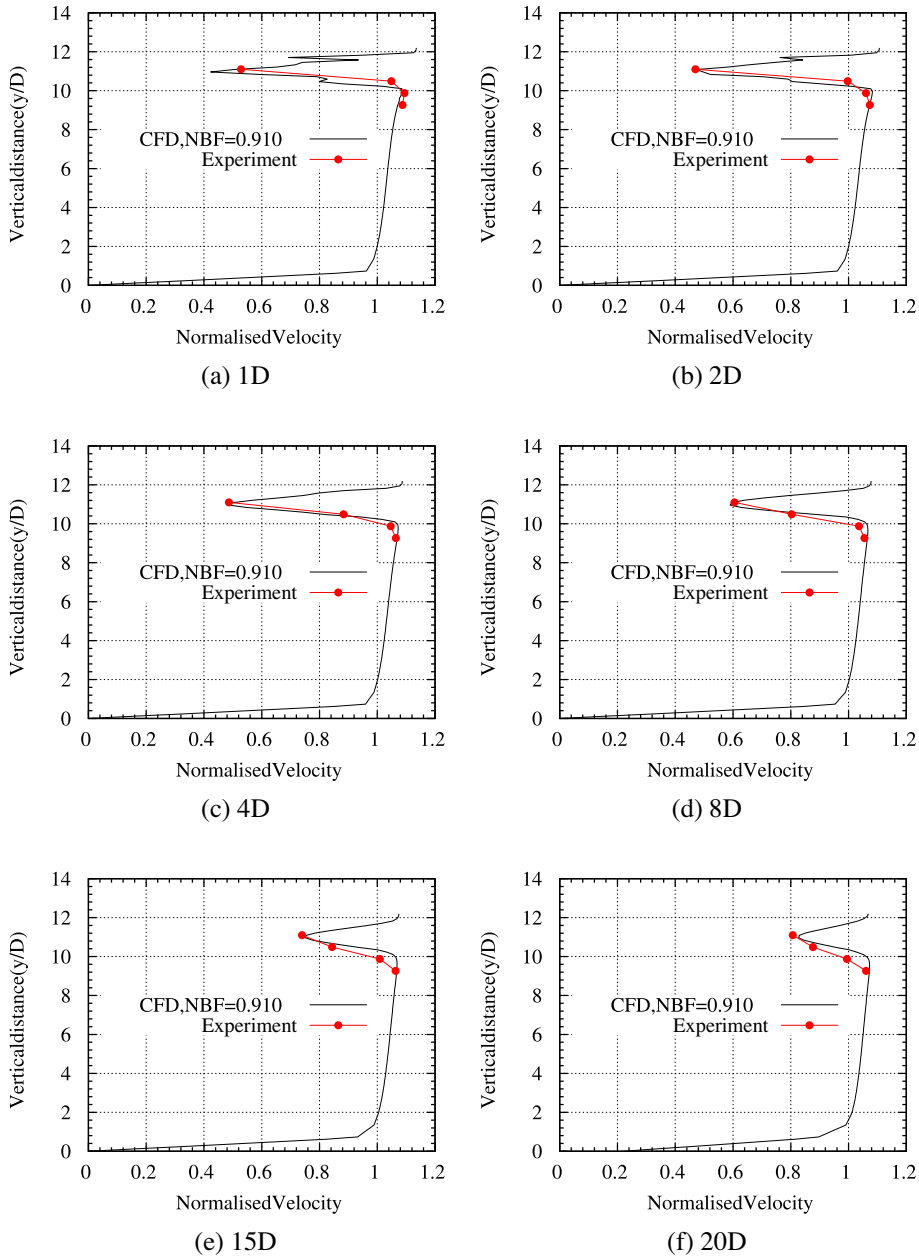 14
12
10
8
6
4
2
0
Verticaldistance(y/D)
CFD,NBF=0.910
Experiment
0 0.2 0.4 0.6 0.8 1 1.2
NormalisedVelocity
(a) 1D
14
12
10
8
6
4
2
0
Verticaldistance(y/D)
CFD,NBF=0.910
Experiment
0 0.2 0.4 0.6 0.8 1 1.2
NormalisedVelocity
(b) 2D
14
12
10
8
6
4
2
0
Verticaldistance(y/D)
CFD,NBF=0.910
Experiment
0 0.2 0.4 0.6 0.8 1 1.2
NormalisedVelocity
(c) 4D
14
12
10
8
6
4
2
0
Verticaldistance(y/D)
CFD,NBF=0.910
Experiment
0 0.2 0.4 0.6 0.8 1 1.2
NormalisedVelocity
(d) 8D
14
12
10
8
6
4
2
0
Verticaldistance(y/D)
CFD,NBF=0.910
Experiment
0 0.2 0.4 0.6 0.8 1 1.2
NormalisedVelocity
(e) 15D
14
12
10
8
6
4
2
0
Verticaldistance(y/D)
CFD,NBF=0.910
Experiment
0 0.2 0.4 0.6 0.8 1 1.2
NormalisedVelocity
(f) 20D